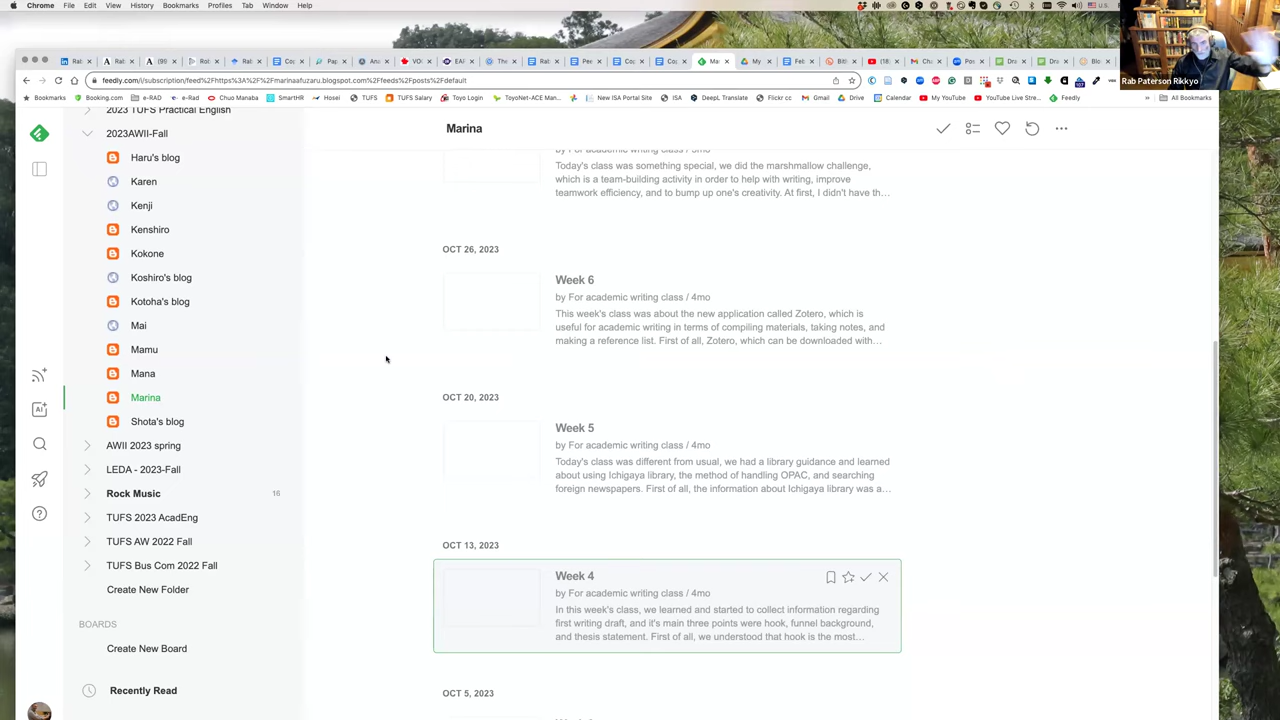 Chrome File Edit View History Bookmarks Profiles Tab Window Help
U.S.
Rab Paterson Rikkyo
feedly.com/i/subscription/feed%2Fhttps%3A%2F%2Fmarinaafuzaru.blogspot.com%2Ffeeds%2Fposts%2Fdefault
Bookmarks Booking.com e-RAD e-Rad Chuo Manaba SmartHR Hosei TUFS TUFS Salary Toyo Login ToyoNet-ACE Man... New ISA Portal Site ISA DeepL Translate Flickr cc Gmail Drive Calendar My YouTube YouTube Live Stre... Feedly All Bookmarks
2023 TUFS Practical English
2023AWII-Fall
Haru's blog
Karen
Kenji
Kenshiro
Kokone
Koshiro's blog
Kotoha's blog
Mai
Mamu
Mana
Marina
Shota's blog
AWII 2023 spring
LEDA - 2023-Fall
Rock Music 16
TUFS 2023 AcadEng
TUFS AW 2022 Fall
TUFS Bus Com 2022 Fall
Create New Folder
BOARDS
Create New Board
Recently Read
Marina
by For academic writing class / 3mo
Today's class was something special, we did the marshmallow challenge,
which is a team-building activity in order to help with writing, improve
teamwork efficiency, and to bump up one's creativity. At first, I didn't have th...
OCT 26, 2023
Week 6
by For academic writing class / 4mo
This week's class was about the new application called Zotero, which is
useful for academic writing in terms of compiling materials, taking notes, and
making a reference list. First of all, Zotero, which can be downloaded with...
OCT 20, 2023
Week 5
by For academic writing class / 4mo
Today's class was different from usual, we had a library guidance and learned
about using Ichigaya library, the method of handling OPAC, and searching
foreign newspapers. First of all, the information about Ichigaya library was a...
OCT 13, 2023
Week 4
by For academic writing class / 4mo
In this week's class, we learned and started to collect information regarding
first writing draft, and it's main three points were hook, funnel background,
and thesis statement. First of all, we understood that hook is the most...
OCT 5, 2023